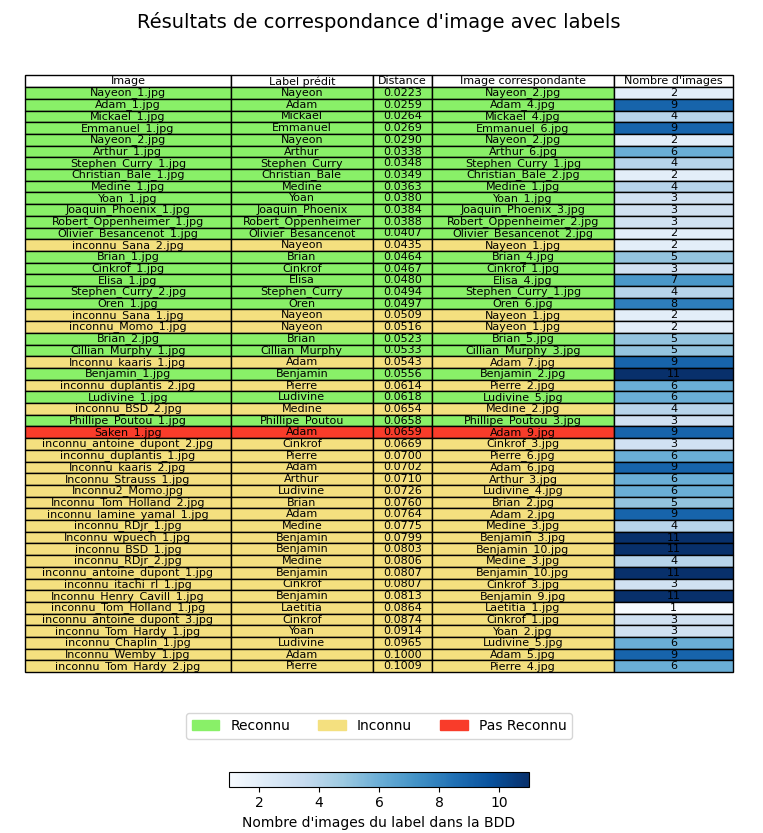 Résultats de correspondance d'image avec labels
Image Label prédit Distance Image correspondante Nombre d'images
Nayeon_1.jpg Nayeon 0.0223 Nayeon_2.jpg 2
Adam_1.jpg Adam 0.0259 Adam_4.jpg 9
Mickael_1.jpg Mickael 0.0264 Mickael_4.jpg 4
Emmanuel_1.jpg Emmanuel 0.0269 Emmanuel_6.jpg 9
Nayeon_2.jpg Nayeon 0.0290 Nayeon_2.jpg 2
Arthur_1.jpg Arthur 0.0338 Arthur_6.jpg 6
Stephen_Curry_1.jpg Stephen_Curry 0.0348 Stephen_Curry_1.jpg 4
Christian_Bale_1.jpg Christian_Bale 0.0349 Christian_Bale_2.jpg 2
Medine_1.jpg Medine 0.0363 Medine_1.jpg 4
Yoan_1.jpg Yoan 0.0380 Yoan_1.jpg 3
Joaquin_Phoenix_1.jpg Joaquin_Phoenix 0.0384 Joaquin_Phoenix_3.jpg 3
Robert_Oppenheimer_1.jpg Robert_Oppenheimer 0.0388 Robert_Oppenheimer_2.jpg 3
Olivier_Besancenot_1.jpg Olivier_Besancenot 0.0407 Olivier_Besancenot_2.jpg 2
inconnu_Sana_2.jpg Nayeon 0.0435 Nayeon_1.jpg 2
Brian_1.jpg Brian 0.0464 Brian_4.jpg 5
Cinkrof_1.jpg Cinkrof 0.0467 Cinkrof_1.jpg 3
Elisa_1.jpg Elisa 0.0480 Elisa_4.jpg 7
Stephen_Curry_2.jpg Stephen_Curry 0.0494 Stephen_Curry_1.jpg 4
Oren_1.jpg Oren 0.0497 Oren_6.jpg 8
inconnu_Sana_1.jpg Nayeon 0.0509 Nayeon_1.jpg 2
inconnu_Momo_1.jpg Nayeon 0.0516 Nayeon_1.jpg 2
Brian_2.jpg Brian 0.0523 Brian_5.jpg 5
Cillian_Murphy_1.jpg Cillian_Murphy 0.0533 Cillian_Murphy_3.jpg 5
Inconnu_kaaris_1.jpg Adam 0.0543 Adam_7.jpg 9
Benjamin_1.jpg Benjamin 0.0556 Benjamin_2.jpg 11
inconnu_duplantis_2.jpg Pierre 0.0614 Pierre_2.jpg 6
Ludivine_1.jpg Ludivine 0.0618 Ludivine_5.jpg 6
inconnu_BSD_2.jpg Medine 0.0654 Medine_2.jpg 4
Phillipe_Poutou_1.jpg Phillipe_Poutou 0.0658 Phillipe_Poutou_3.jpg 3
Saken_1.jpg Adam 0.0659 Adam_9.jpg 9
inconnu_antoine_dupont_2.jpg Cinkrof 0.0669 Cinkrof_3.jpg 3
inconnu_duplantis_1.jpg Pierre 0.0700 Pierre_6.jpg 6
Inconnu_kaaris_2.jpg Adam 0.0702 Adam_6.jpg 9
Inconnu_Strauss_1.jpg Arthur 0.0710 Arthur_3.jpg 6
Inconnu2_Momo.jpg Ludivine 0.0726 Ludivine_4.jpg 6
Inconnu_Tom_Holland_2.jpg Brian 0.0760 Brian_2.jpg 5
inconnu_lamine_yamal_1.jpg Adam 0.0764 Adam_2.jpg 9
inconnu_RDjr_1.jpg Medine 0.0775 Medine_3.jpg 4
Inconnu_wpuech_1.jpg Benjamin 0.0799 Benjamin_3.jpg 11
inconnu_BSD_1.jpg Benjamin 0.0803 Benjamin_10.jpg 11
inconnu_RDjr_2.jpg Medine 0.0806 Medine_3.jpg 4
inconnu_antoine_dupont_1.jpg Benjamin 0.0807 Benjamin_10.jpg 11
inconnu_itachi_rl_1.jpg Cinkrof 0.0807 Cinkrof_3.jpg 3
Inconnu_Henry_Cavill_1.jpg Benjamin 0.0813 Benjamin_9.jpg 11
inconnu_Tom_Holland_1.jpg Laetitia 0.0864 Laetitia_1.jpg 1
inconnu_antoine_dupont_3.jpg Cinkrof 0.0874 Cinkrof_1.jpg 3
inconnu_Tom_Hardy_1.jpg Yoan 0.0914 Yoan_2.jpg 3
inconnu_Chaplin_1.jpg Ludivine 0.0965 Ludivine_5.jpg 6
Inconnu_Wemby_1.jpg Adam 0.1000 Adam_5.jpg 9
inconnu_Tom_Hardy_2.jpg Pierre 0.1009 Pierre_4.jpg 6
Reconnu Inconnu Pas Reconnu
2 4 6 8 10
Nombre d'images du label dans la BDD